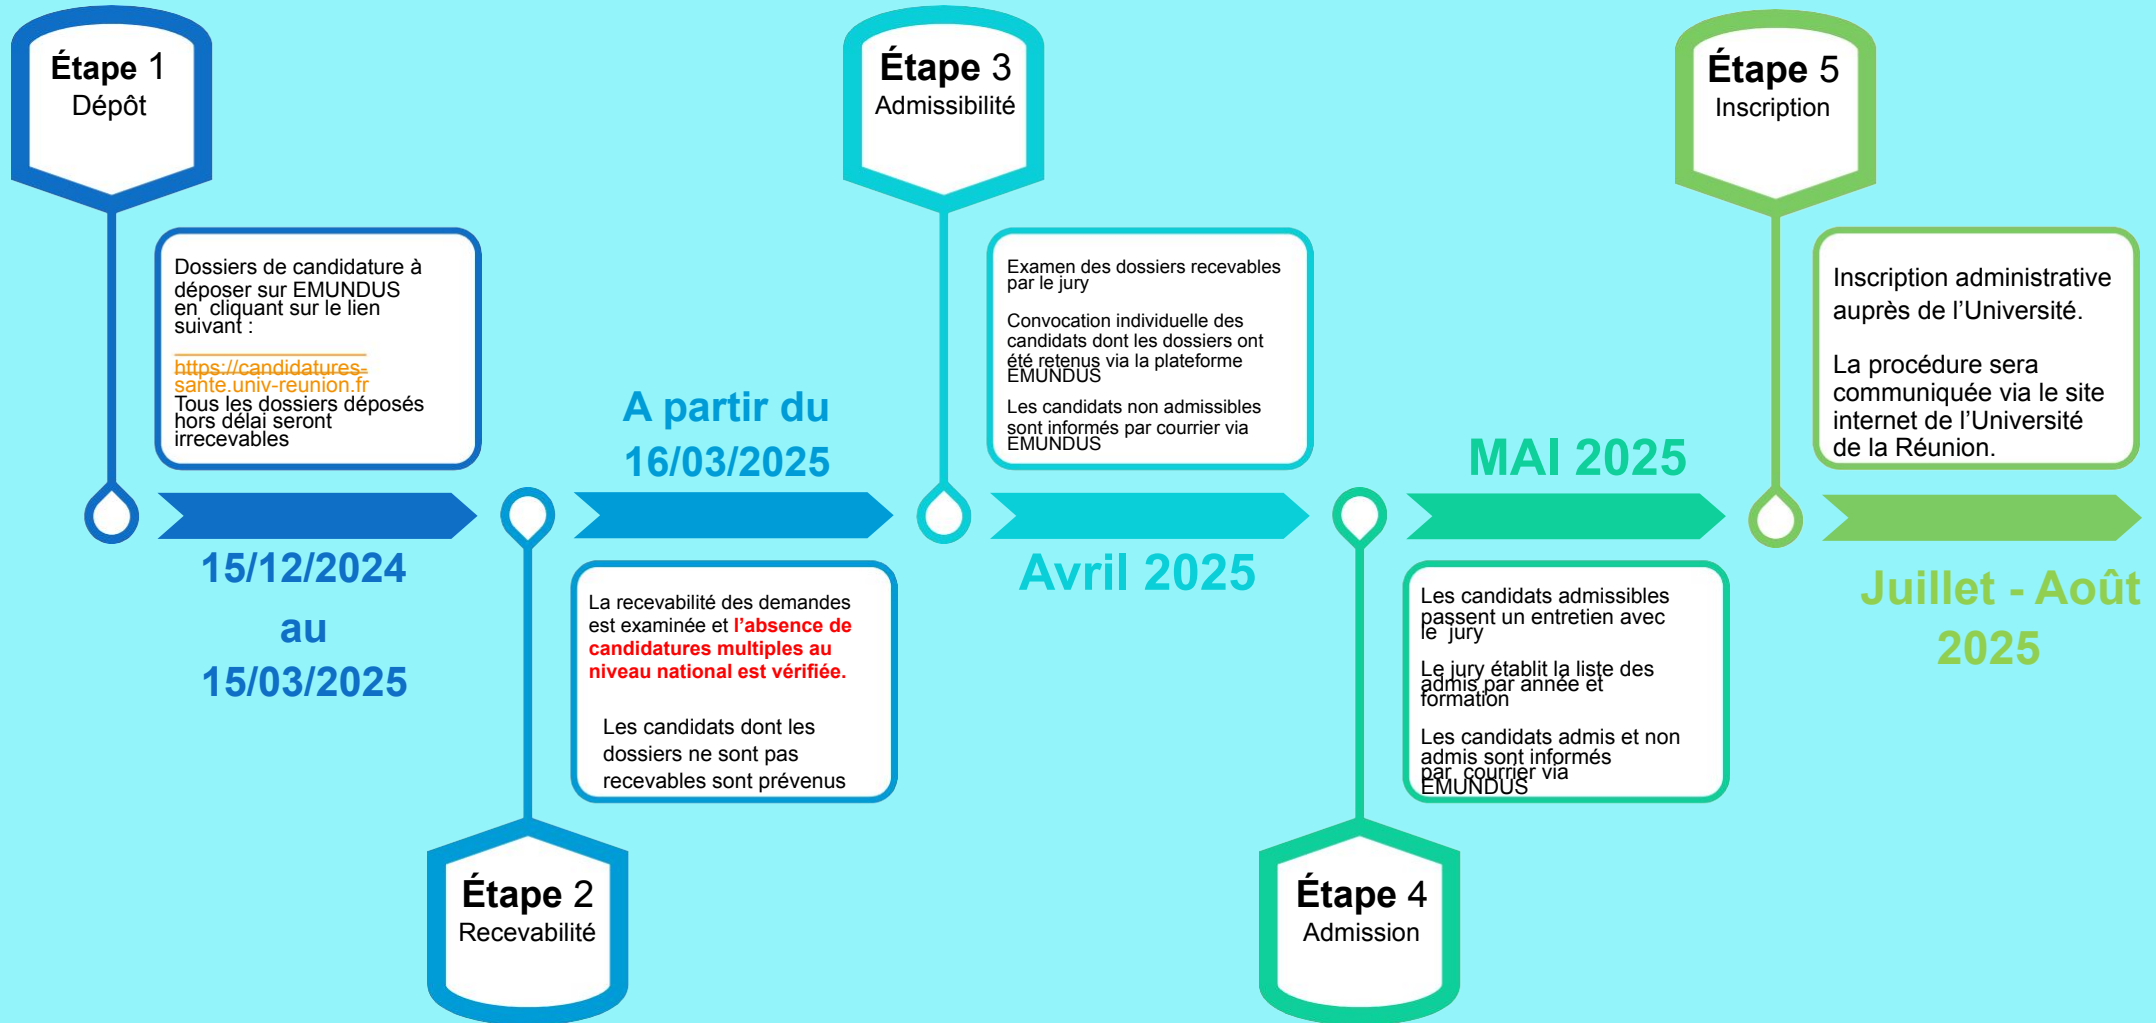 Étape 1
Dépôt
Dossiers de candidature à
déposer sur EMUNDUS
en cliquant sur le lien
suivant :
https://candidatures-
sante.univ-reunion.fr
Tous les dossiers déposés
hors délai seront
irrecevables
15/12/2024
au
15/03/2025
Étape 2
Recevabilité
A partir du
16/03/2025
La recevabilité des demandes
est examinée et l’absence de
candidatures multiples au
niveau national est vérifiée.
Les candidats dont les
dossiers ne sont pas
recevables sont prévenus
Étape 3
Admissibilité
Examen des dossiers recevables
par le jury
Convocation individuelle des
candidats dont les dossiers ont
été retenus via la plateforme
EMUNDUS
Les candidats non admissibles
sont informés par courrier via
EMUNDUS
Avril 2025
Étape 4
Admission
MAI 2025
Les candidats admissibles
passent un entretien avec
le jury
Le jury établit la liste des
admis par année et
formation
Les candidats admis et non
admis sont informés
par courrier via
EMUNDUS
Étape 5
Inscription
Inscription administrative
auprès de l’Université.
La procédure sera
communiquée via le site
internet de l’Université
de la Réunion.
Juillet - Août
2025